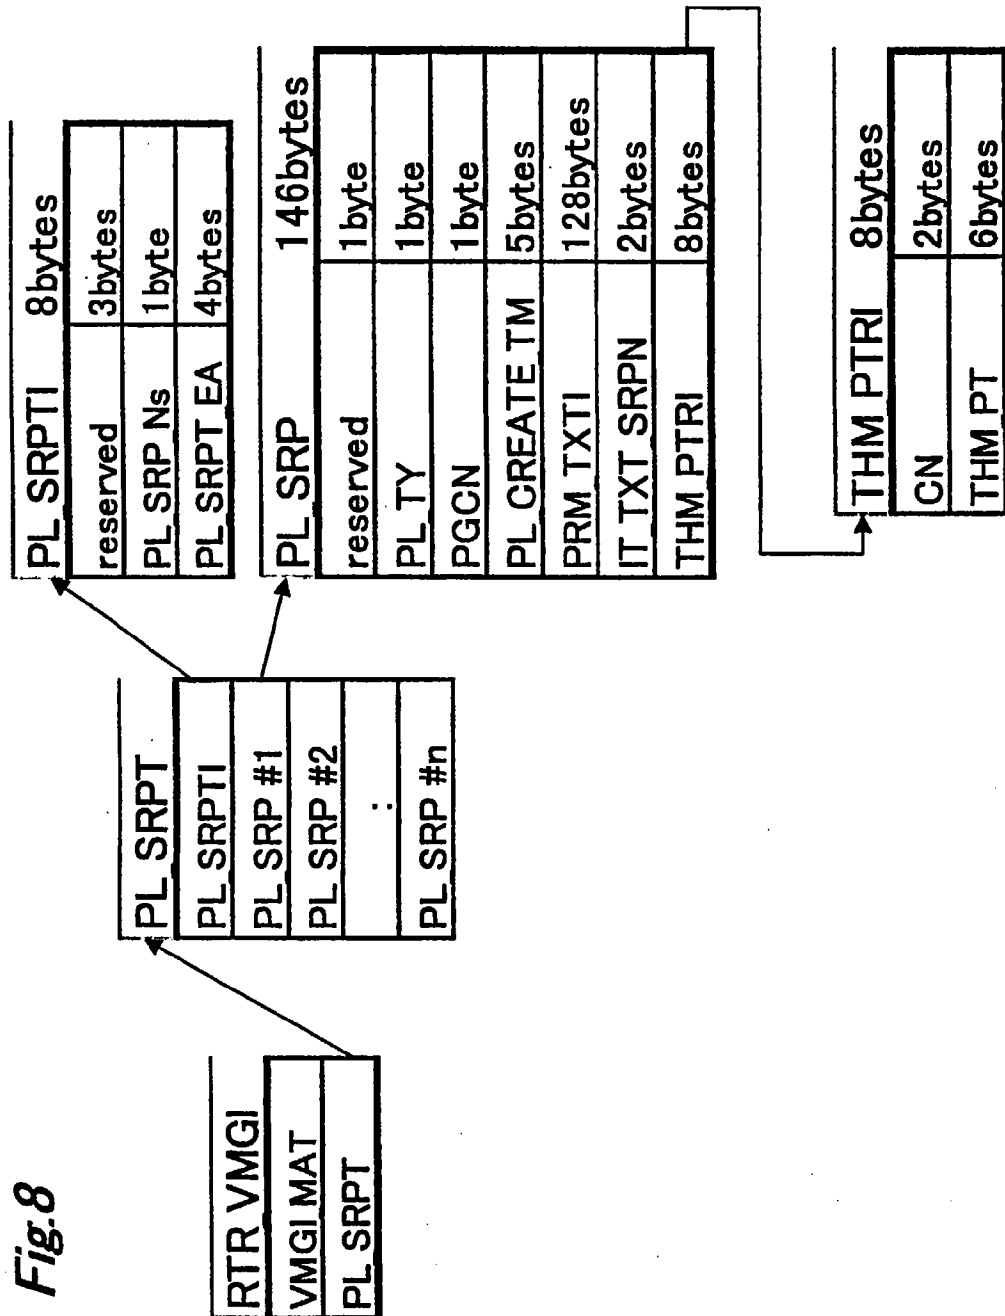 Fig.8
RTR VMGI
VMGI MAT
PL SRPT
PL SRPT
PL SRPTI
PL SRP #1
PL SRP #2
:
PL SRP #n
PL SRPTI 8bytes
reserved 3bytes
PL SRP Ns 1byte
PL SRPT EA 4bytes
PL SRP 146bytes
reserved 1byte
PL TY 1byte
PGCN 1byte
PL CREATE TM 5bytes
PRM TXTI 128bytes
IT TXT SRPN 2bytes
THM PTRI 8bytes
THM PTRI 8bytes
CN 2bytes
THM PT 6bytes